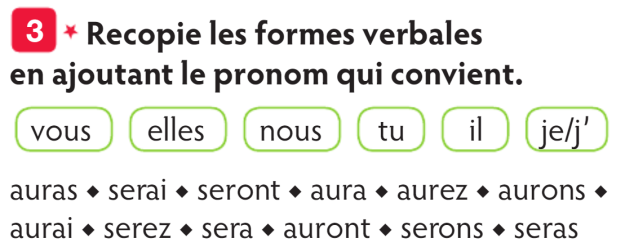 3 * Recopie les formes verbales
en ajoutant le pronom qui convient.
vous elles nous tu il je/j'
auras ◆ serai ◆ seront ◆ aura ◆ aurez ◆ aurons ◆
aurai ◆ serez ◆ sera ◆ auront ◆ serons ◆ seras